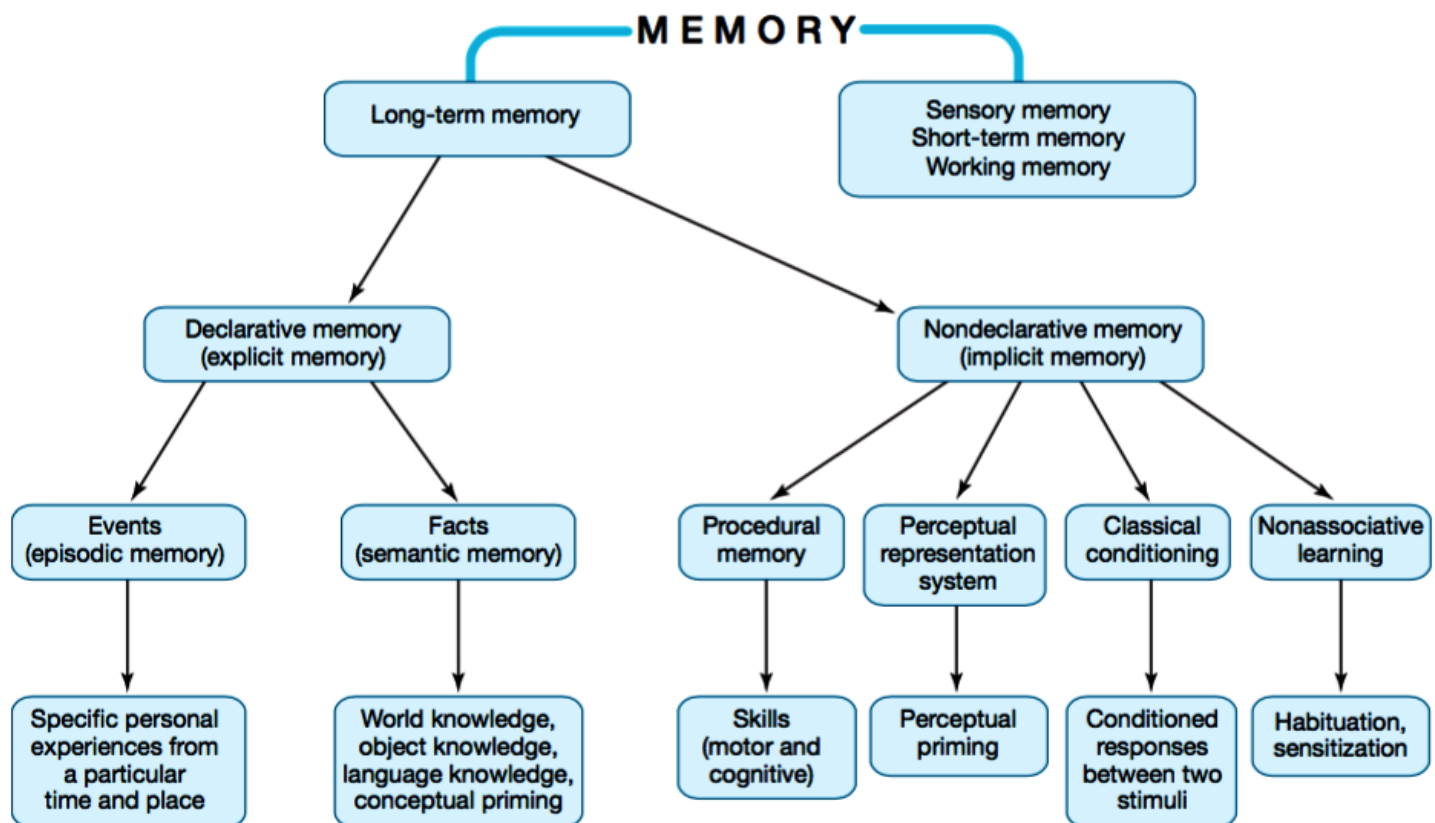 MEMORY
Long-term memory
Sensory memory
Short-term memory
Working memory
Declarative memory
(explicit memory)
Nondeclarative memory
(implicit memory)
Events
(episodic memory)
Facts
(semantic memory)
Procedural
memory
Perceptual
representation
system
Classical
conditioning
Nonassociative
learning
Specific personal
experiences from
a particular
time and place
World knowledge,
object knowledge,
language knowledge,
conceptual priming
Skills
(motor and
cognitive)
Perceptual
priming
Conditioned
responses
between two
stimuli
Habituation,
sensitization